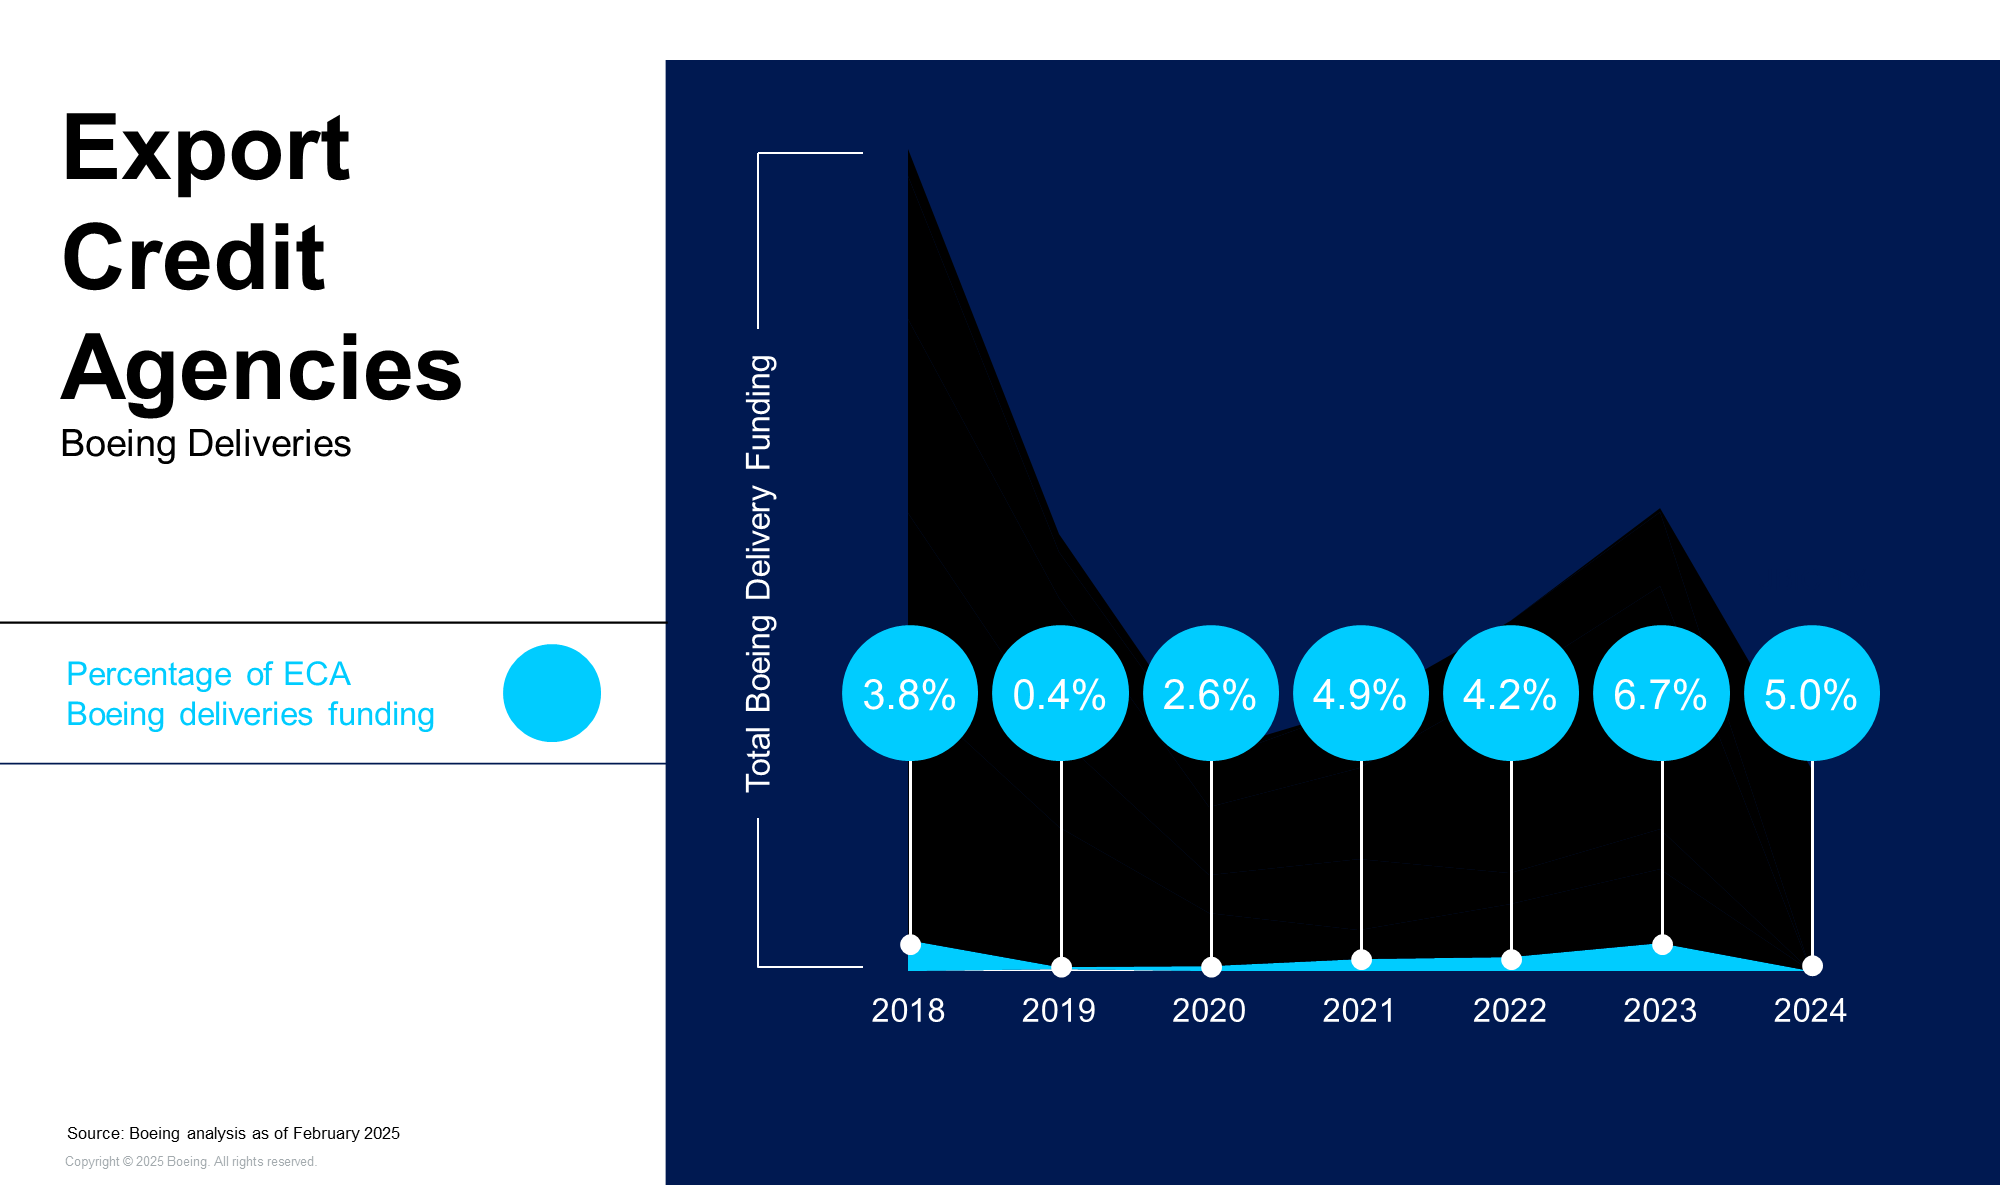 Export
Credit
Agencies
Boeing Deliveries
Percentage of ECA
Boeing deliveries funding
Source: Boeing analysis as of February 2025
Copyright © 2025 Boeing. All rights reserved.
Total Boeing Delivery Funding
3.8% 0.4% 2.6% 4.9% 4.2% 6.7% 5.0%
2018 2019 2020 2021 2022 2023 2024